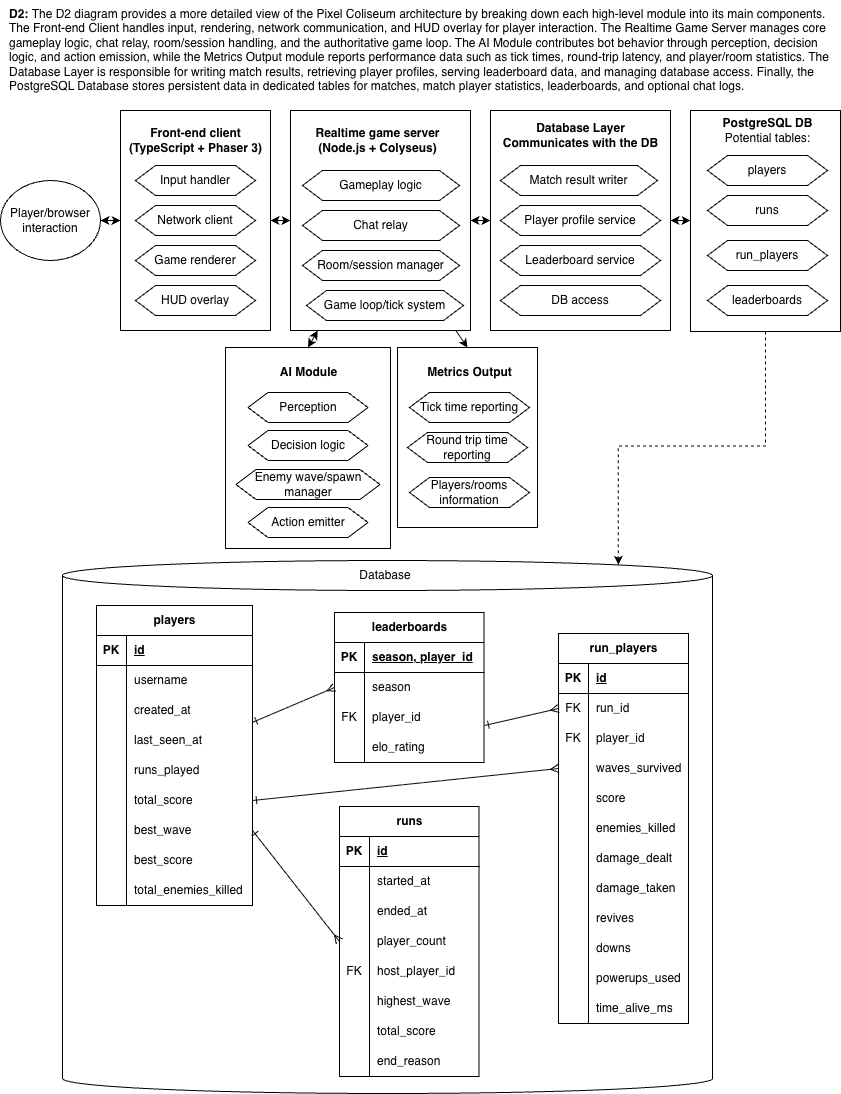 D2: The D2 diagram provides a more detailed view of the Pixel Coliseum architecture by breaking down each high-level module into its main components.
The Front-end Client handles input, rendering, network communication, and HUD overlay for player interaction. The Realtime Game Server manages core
gameplay logic, chat relay, room/session handling, and the authoritative game loop. The AI Module contributes bot behavior through perception, decision
logic, and action emission, while the Metrics Output module reports performance data such as tick times, round-trip latency, and player/room statistics. The
Database Layer is responsible for writing match results, retrieving player profiles, serving leaderboard data, and managing database access. Finally, the
PostgreSQL Database stores persistent data in dedicated tables for matches, match player statistics, leaderboards, and optional chat logs.
Player/browser
interaction
Front-end client
(TypeScript + Phaser 3)
Input handler
Network client
Game renderer
HUD overlay
Realtime game server
(Node.js + Colyseus)
Gameplay logic
Chat relay
Room/session manager
Game loop/tick system
Database Layer
Communicates with the DB
Match result writer
Player profile service
Leaderboard service
DB access
PostgreSQL DB
Potential tables:
players
runs
run_players
leaderboards
AI Module
Perception
Decision logic
Enemy wave/spawn
manager
Action emitter
Metrics Output
Tick time reporting
Round trip time
reporting
Players/rooms
information
Database
players
PK id
username
created_at
last_seen_at
runs_played
total_score
best_wave
best_score
total_enemies_killed
leaderboards
PK season, player_id
season
FK player_id
elo_rating
runs
PK id
started_at
ended_at
player_count
FK host_player_id
highest_wave
total_score
end_reason
run_players
PK id
FK run_id
FK player_id
waves_survived
score
enemies_killed
damage_dealt
damage_taken
revives
downs
powerups_used
time_alive_ms